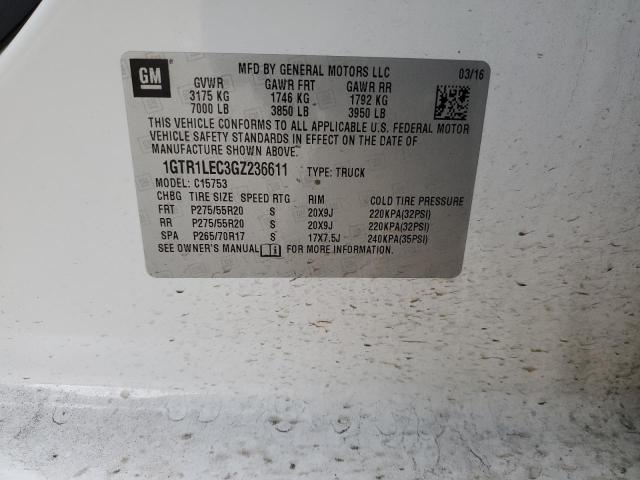 GM
MFD BY GENERAL MOTORS LLC 03/16
GVWR GAWR FRT GAWR RR
3175 KG 1746 KG 1792 KG
7000 LB 3850 LB 3950 LB
THIS VEHICLE CONFORMS TO ALL APPLICABLE U.S. FEDERAL MOTOR
VEHICLE SAFETY STANDARDS IN EFFECT ON THE DATE OF
MANUFACTURE SHOWN ABOVE.
1GTR1LEC3GZ236611 TYPE: TRUCK
MODEL: C15753
CHBG TIRE SIZE SPEED RTG RIM COLD TIRE PRESSURE
FRT P275/55R20 S 20X9J 220KPA(32PSI)
RR P275/55R20 S 20X9J 220KPA(32PSI)
SPA P265/70R17 S 17X7.5J 240KPA(35PSI)
SEE OWNER'S MANUAL FOR MORE INFORMATION.